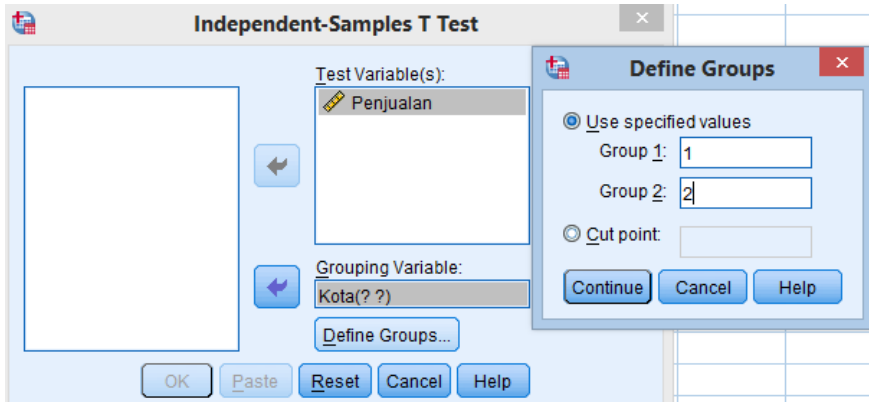 Independent-Samples T Test
Test Variable(s):
Penjualan
Grouping Variable:
Kota(? ?)
Define Groups...
OK Paste Reset Cancel Help
Define Groups
Use specified values
Group 1: 1
Group 2: 2
Cut point:
Continue Cancel Help